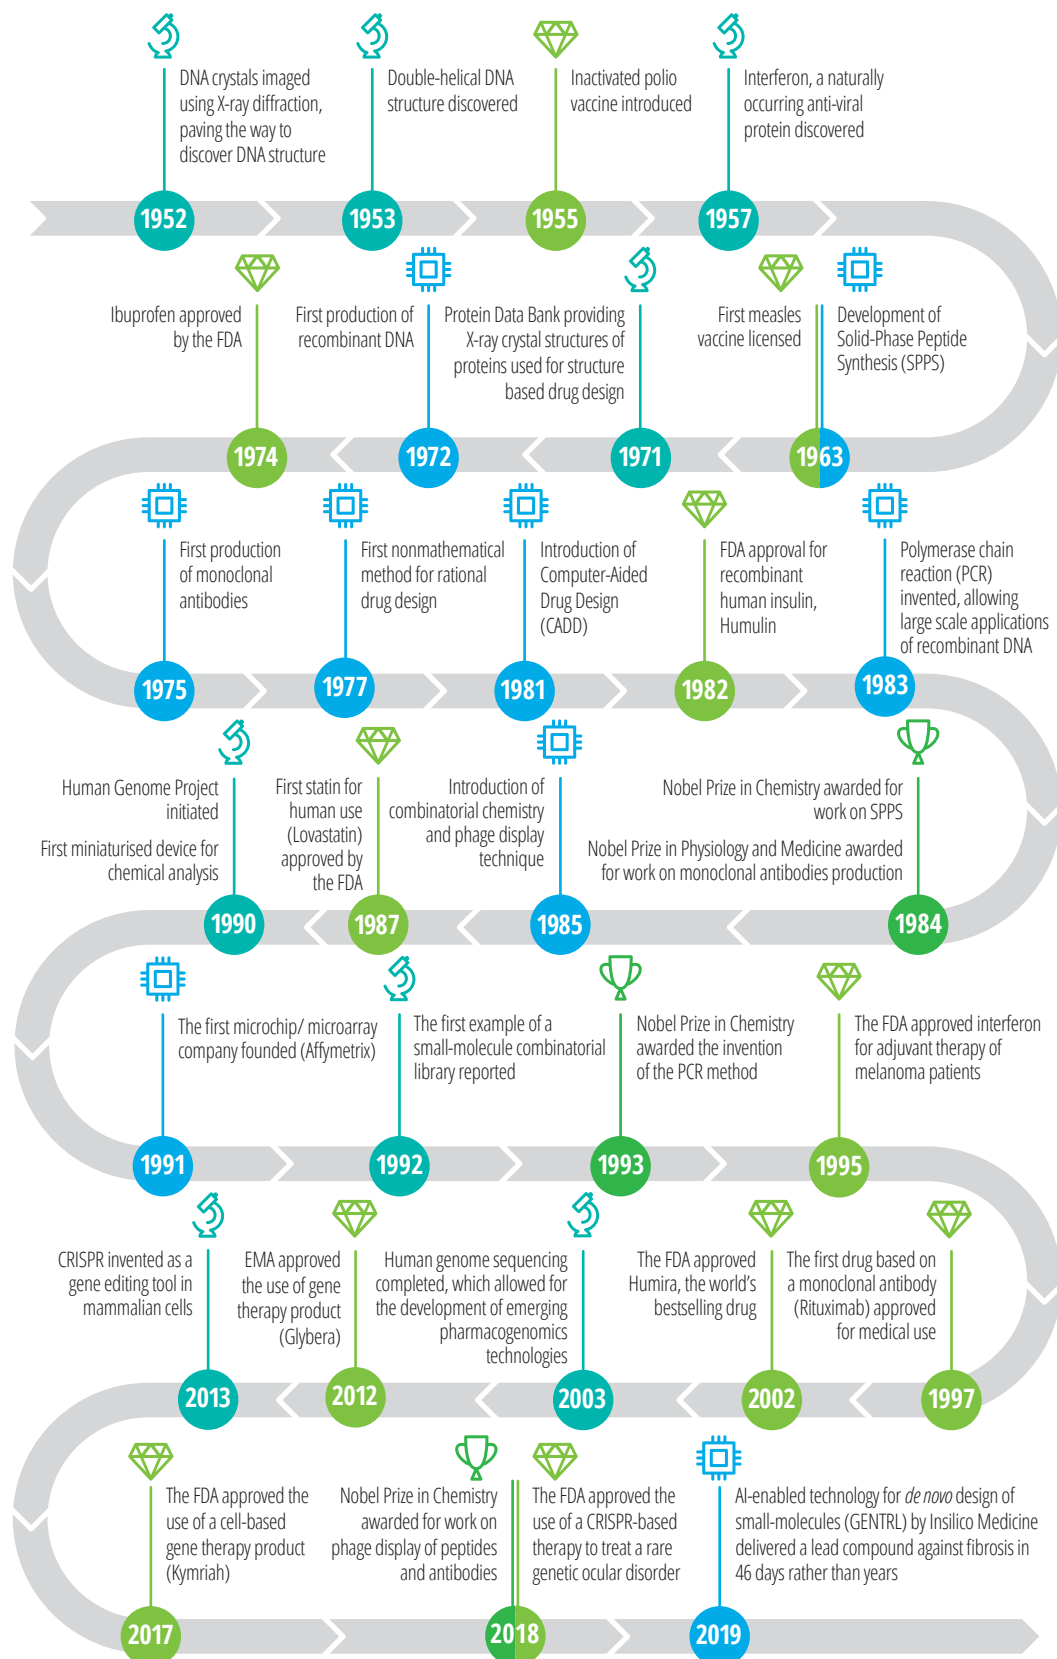 DNA crystals imaged
using X-ray diffraction,
paving the way to
discover DNA structure
1952
Double-helical DNA
structure discovered
1953
Inactivated polio
vaccine introduced
1955
Interferon, a naturally
occurring anti-viral
protein discovered
1957
Development of
Solid-Phase Peptide
Synthesis (SPPS)
First measles
vaccine licensed
1963
Protein Data Bank providing
X-ray crystal structures of
proteins used for structure
based drug design
1971
First production of
recombinant DNA
1972
Ibuprofen approved
by the FDA
1974
First production
of monoclonal
antibodies
1975
First nonmathematical
method for rational
drug design
1977
Introduction of
Computer-Aided
Drug Design
(CADD)
1981
FDA approval for
recombinant
human insulin,
Humulin
1982
Polymerase chain
reaction (PCR)
invented, allowing
large scale applications
of recombinant DNA
1983
Nobel Prize in Chemistry awarded for
work on SPPS
Nobel Prize in Physiology and Medicine awarded
for work on monoclonal antibodies production
1984
Introduction of
combinatorial chemistry
and phage display
technique
1985
First statin for
human use
(Lovastatin)
approved by
the FDA
1987
Human Genome Project
initiated
First miniaturised device for
chemical analysis
1990
The first microchip/ microarray
company founded (Affymetrix)
1991
The first example of a
small-molecule combinatorial
library reported
1992
Nobel Prize in Chemistry
awarded the invention
of the PCR method
1993
The FDA approved interferon
for adjuvant therapy of
melanoma patients
1995
The first drug based on
a monoclonal antibody
(Rituximab) approved
for medical use
1997
The FDA approved
Humira, the world's
bestselling drug
2002
Human genome sequencing
completed, which allowed for
the development of emerging
pharmacogenomics
technologies
2003
EMA approved
the use of gene
therapy product
(Glybera)
2012
CRISPR invented as a
gene editing tool in
mammalian cells
2013
The FDA approved the
use of a cell-based
gene therapy product
(Kymriah)
2017
Nobel Prize in Chemistry
awarded for work on
phage display of peptides
and antibodies
The FDA approved the
use of a CRISPR-based
therapy to treat a rare
genetic ocular disorder
2018
AI-enabled technology for de novo design of
small-molecules (GENTRL) by Insilico Medicine
delivered a lead compound against fibrosis in
46 days rather than years
2019